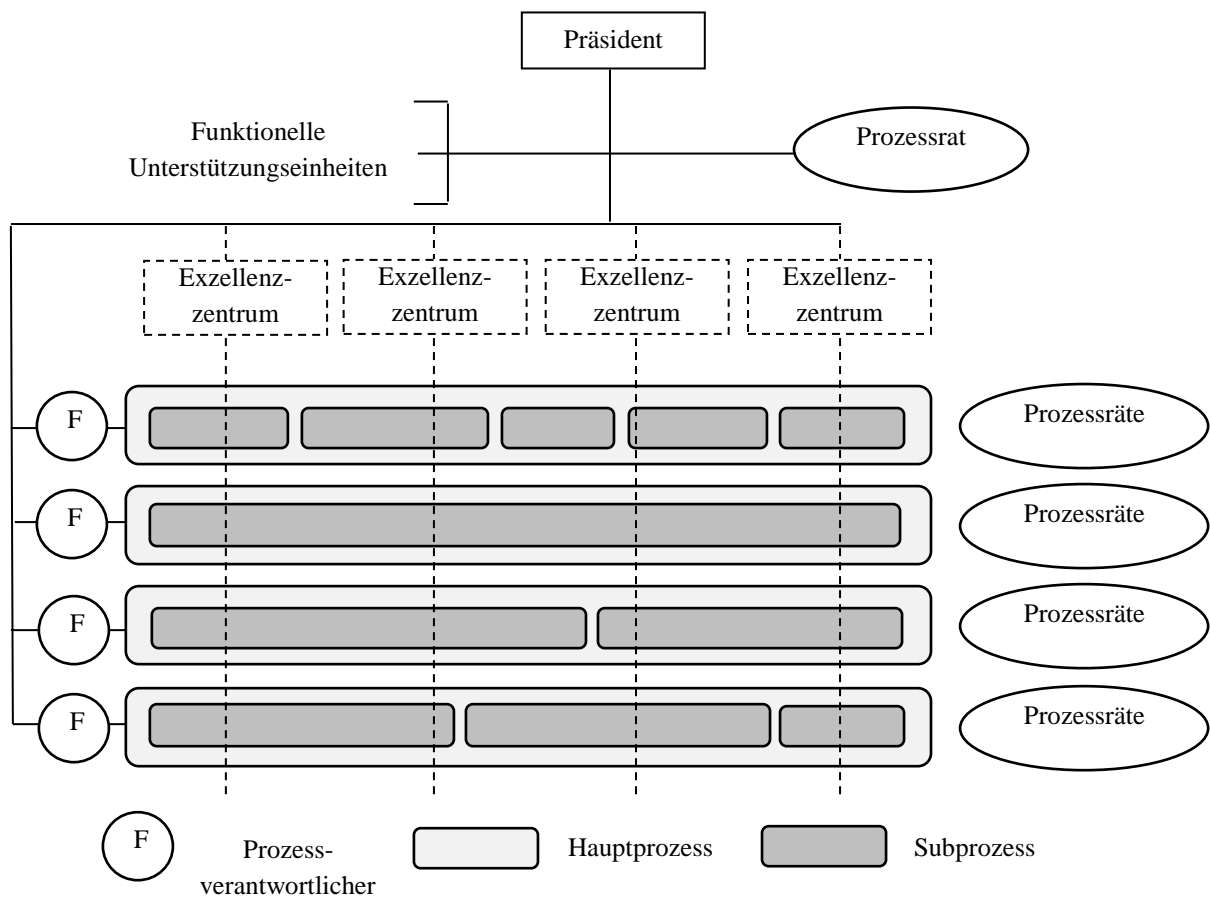 Präsident
Funktionelle
Unterstützungseinheiten
Prozessrat
Exzellenz-
zentrum
Exzellenz-
zentrum
Exzellenz-
zentrum
Exzellenz-
zentrum
F
Prozessräte
F
Prozessräte
F
Prozessräte
F
Prozessräte
F
Prozess-
verantwortlicher
Hauptprozess
Subprozess